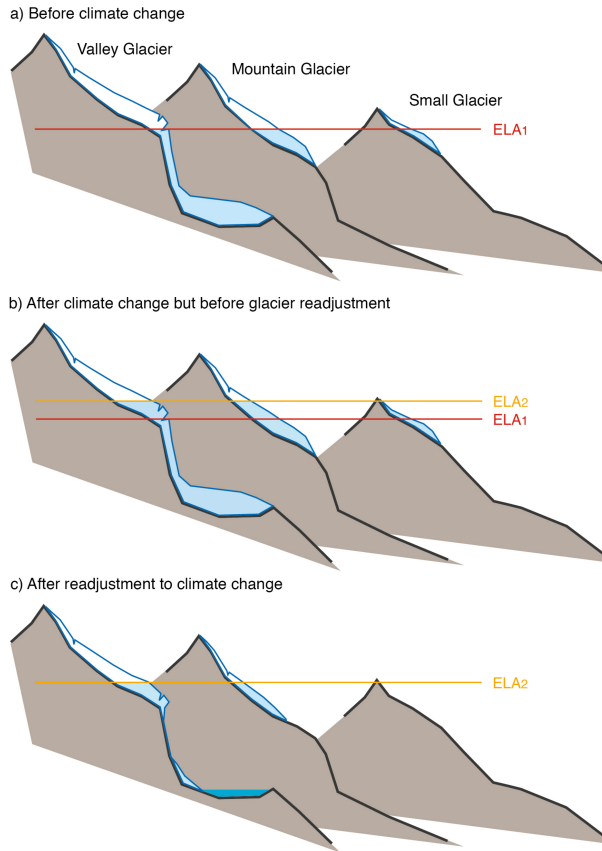 a) Before climate change
Valley Glacier
Mountain Glacier
Small Glacier
ELA1
b) After climate change but before glacier readjustment
ELA2
ELA1
c) After readjustment to climate change
ELA2